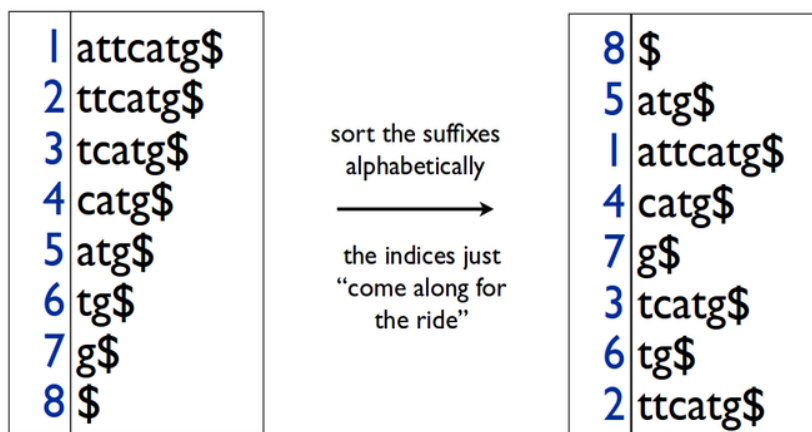 1 attcatg$
2 ttcatg$
3 tcatg$
4 catg$
5 atg$
6 tg$
7 g$
8 $
sort the suffixes
alphabetically
the indices just
“come along for
the ride”
8 $
5 atg$
1 attcatg$
4 catg$
7 g$
3 tcatg$
6 tg$
2 ttcatg$